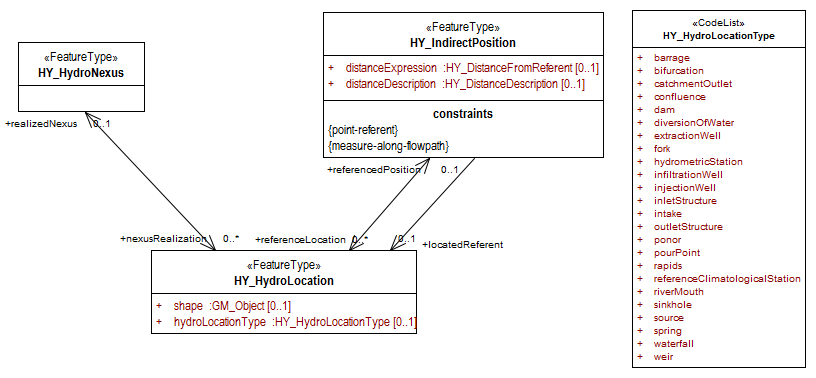 «FeatureType»
HY_HydroNexus
«FeatureType»
HY_IndirectPosition
+ distanceExpression :HY_DistanceFromReferent [0..1]
+ distanceDescription :HY_DistanceDescription [0..1]
constraints
{point-referent}
{measure-along-flowpath}
+realizedNexus 0..1
+referencedPosition 0..1
+nexusRealization 0..*
+referenceLocation 0..*
0..1 +locatedReferent
«FeatureType»
HY_HydroLocation
+ shape :GM_Object [0..1]
+ hydroLocationType :HY_HydroLocationType [0..1]
«CodeList»
HY_HydroLocationType
+ barrage
+ bifurcation
+ catchmentOutlet
+ confluence
+ dam
+ diversionOfWater
+ extractionWell
+ fork
+ hydrometricStation
+ infiltrationWell
+ injectionWell
+ inletStructure
+ intake
+ outletStructure
+ ponor
+ pourPoint
+ rapids
+ referenceClimatologicalStation
+ riverMouth
+ sinkhole
+ source
+ spring
+ waterfall
+ weir